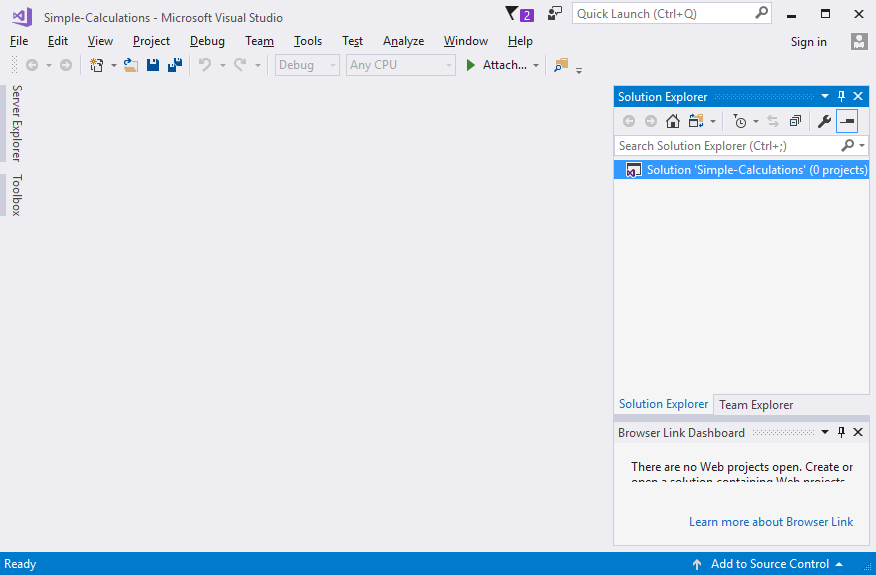 Simple-Calculations - Microsoft Visual Studio
2
Quick Launch (Ctrl+Q)
File Edit View Project Debug Team Tools Test Analyze Window Help
Sign in
Debug
Any CPU
Attach...
Server Explorer
Toolbox
Solution Explorer
Search Solution Explorer (Ctrl+;)
Solution 'Simple-Calculations' (0 projects)
Solution Explorer
Team Explorer
Browser Link Dashboard
There are no Web projects open. Create or
open a solution containing Web projects
Learn more about Browser Link
Ready
Add to Source Control